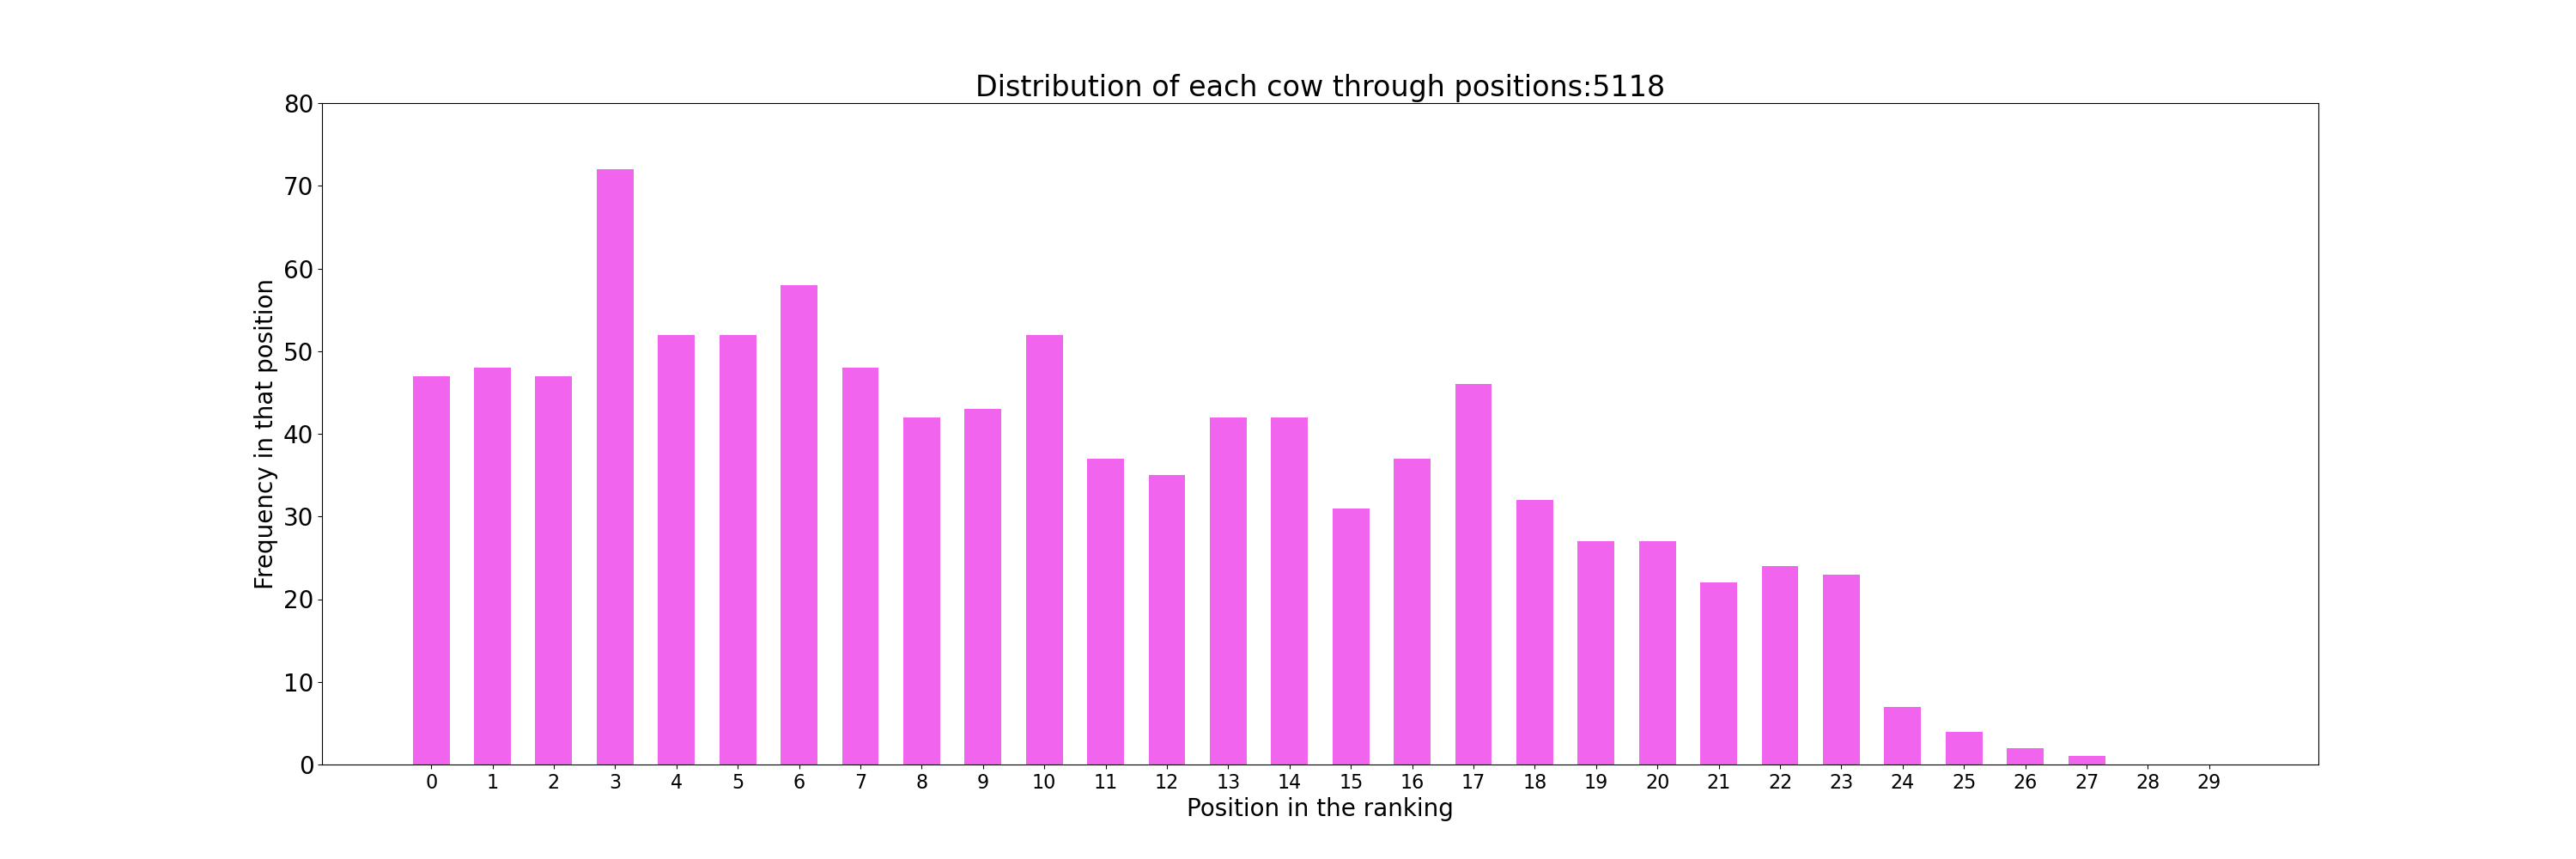 Distribution of each cow through positions:5118
80
70
60
50
40
30
20
10
0
Frequency in that position
0 1 2 3 4 5 6 7 8 9 10 11 12 13 14 15 16 17 18 19 20 21 22 23 24 25 26 27 28 29
Position in the ranking